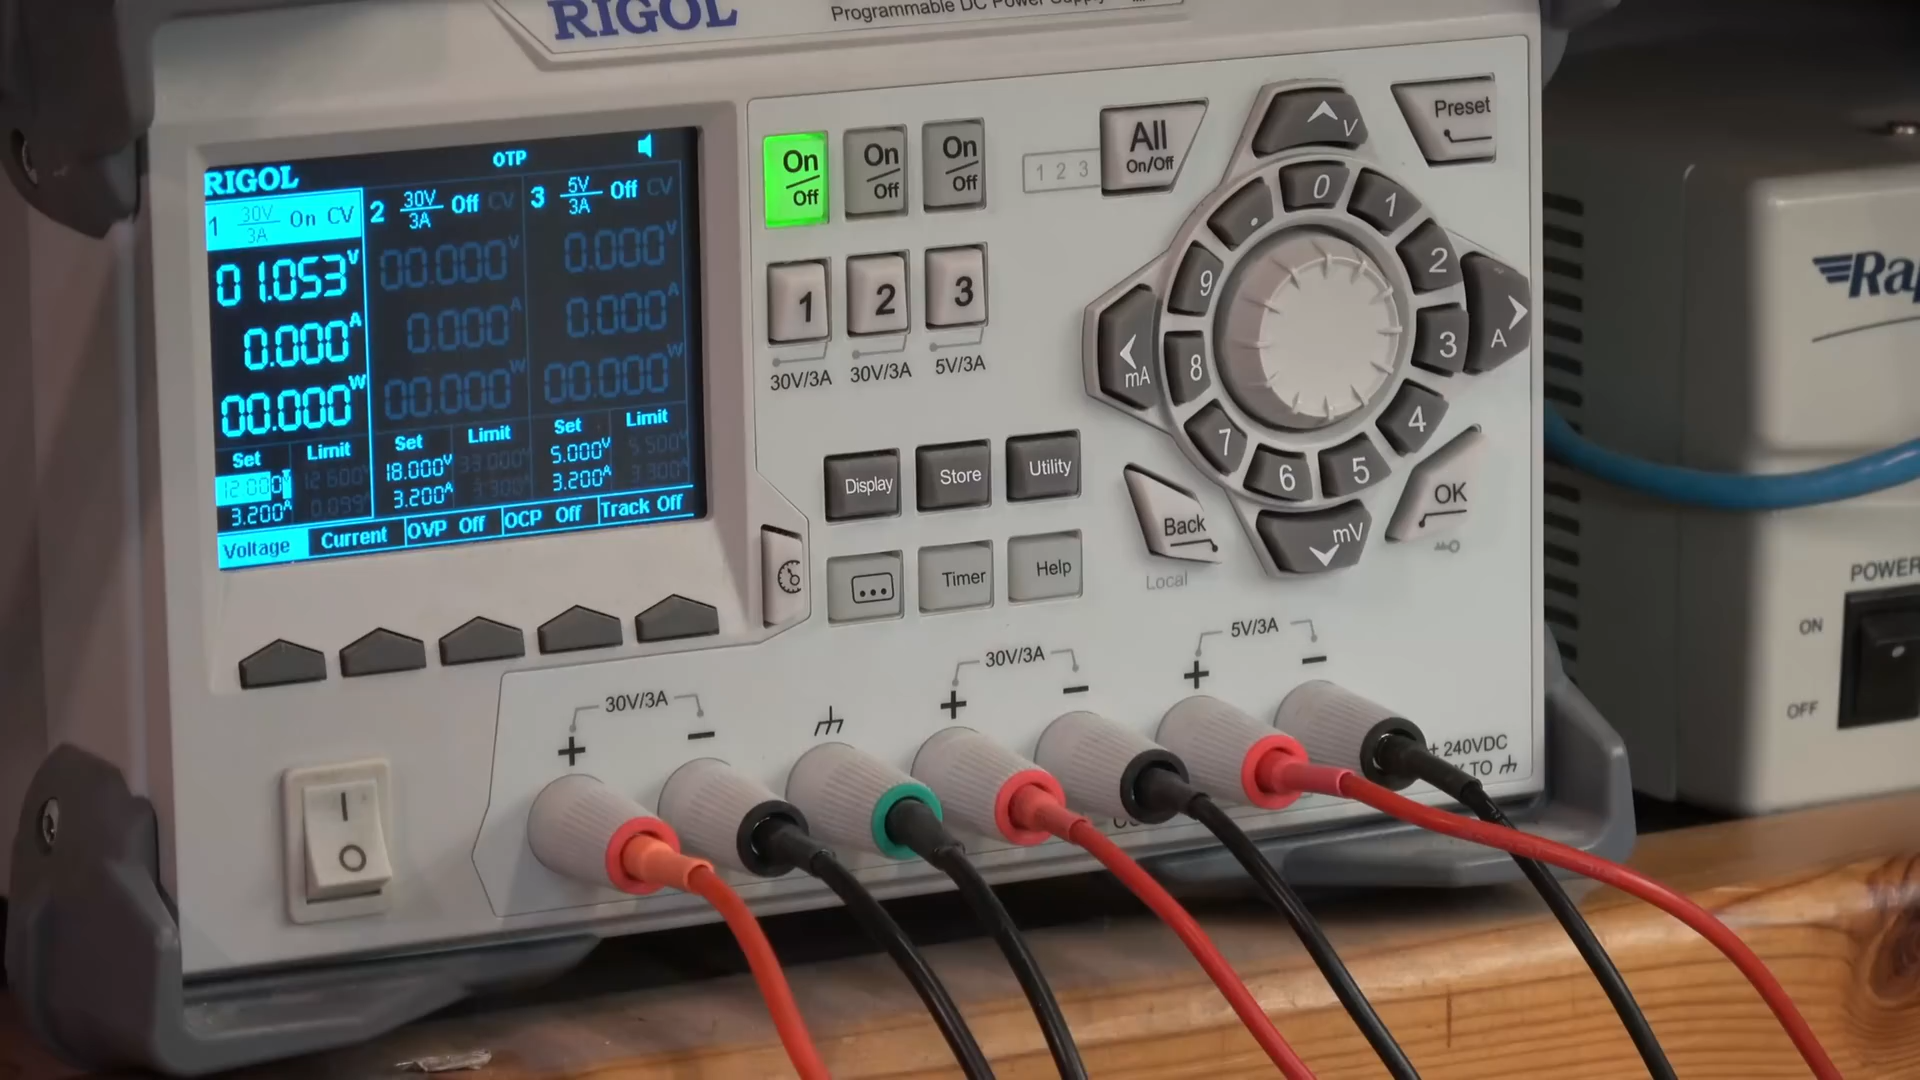 RIGOL
Programmable DC Power Supply
RIGOL OTP
1 30V/3A On CV
01.053V
0.000A
00.000W
Set Limit
12.000V 12.600V
3.200A 0.099A
2 30V/3A Off CV
00.000V
0.000A
00.000W
Set Limit
18.000V 33.000V
3.200A 3.300A
3 5V/3A Off CV
0.000V
0.000A
00.000W
Set Limit
5.000V 5.500V
3.200A 3.300A
Voltage Current OVP Off OCP Off Track Off
On/Off On/Off On/Off
1 2 3
All
On/Off
Preset
1 2 3
30V/3A 30V/3A 5V/3A
V
0
1
2
3
4
5
6
7
8
9
.
mA
A
mV
Display Store Utility
Timer Help
Back
Local
OK
30V/3A
+ −
30V/3A
+ −
5V/3A
+ −
240VDC
TO
I
O
POWER
ON
OFF